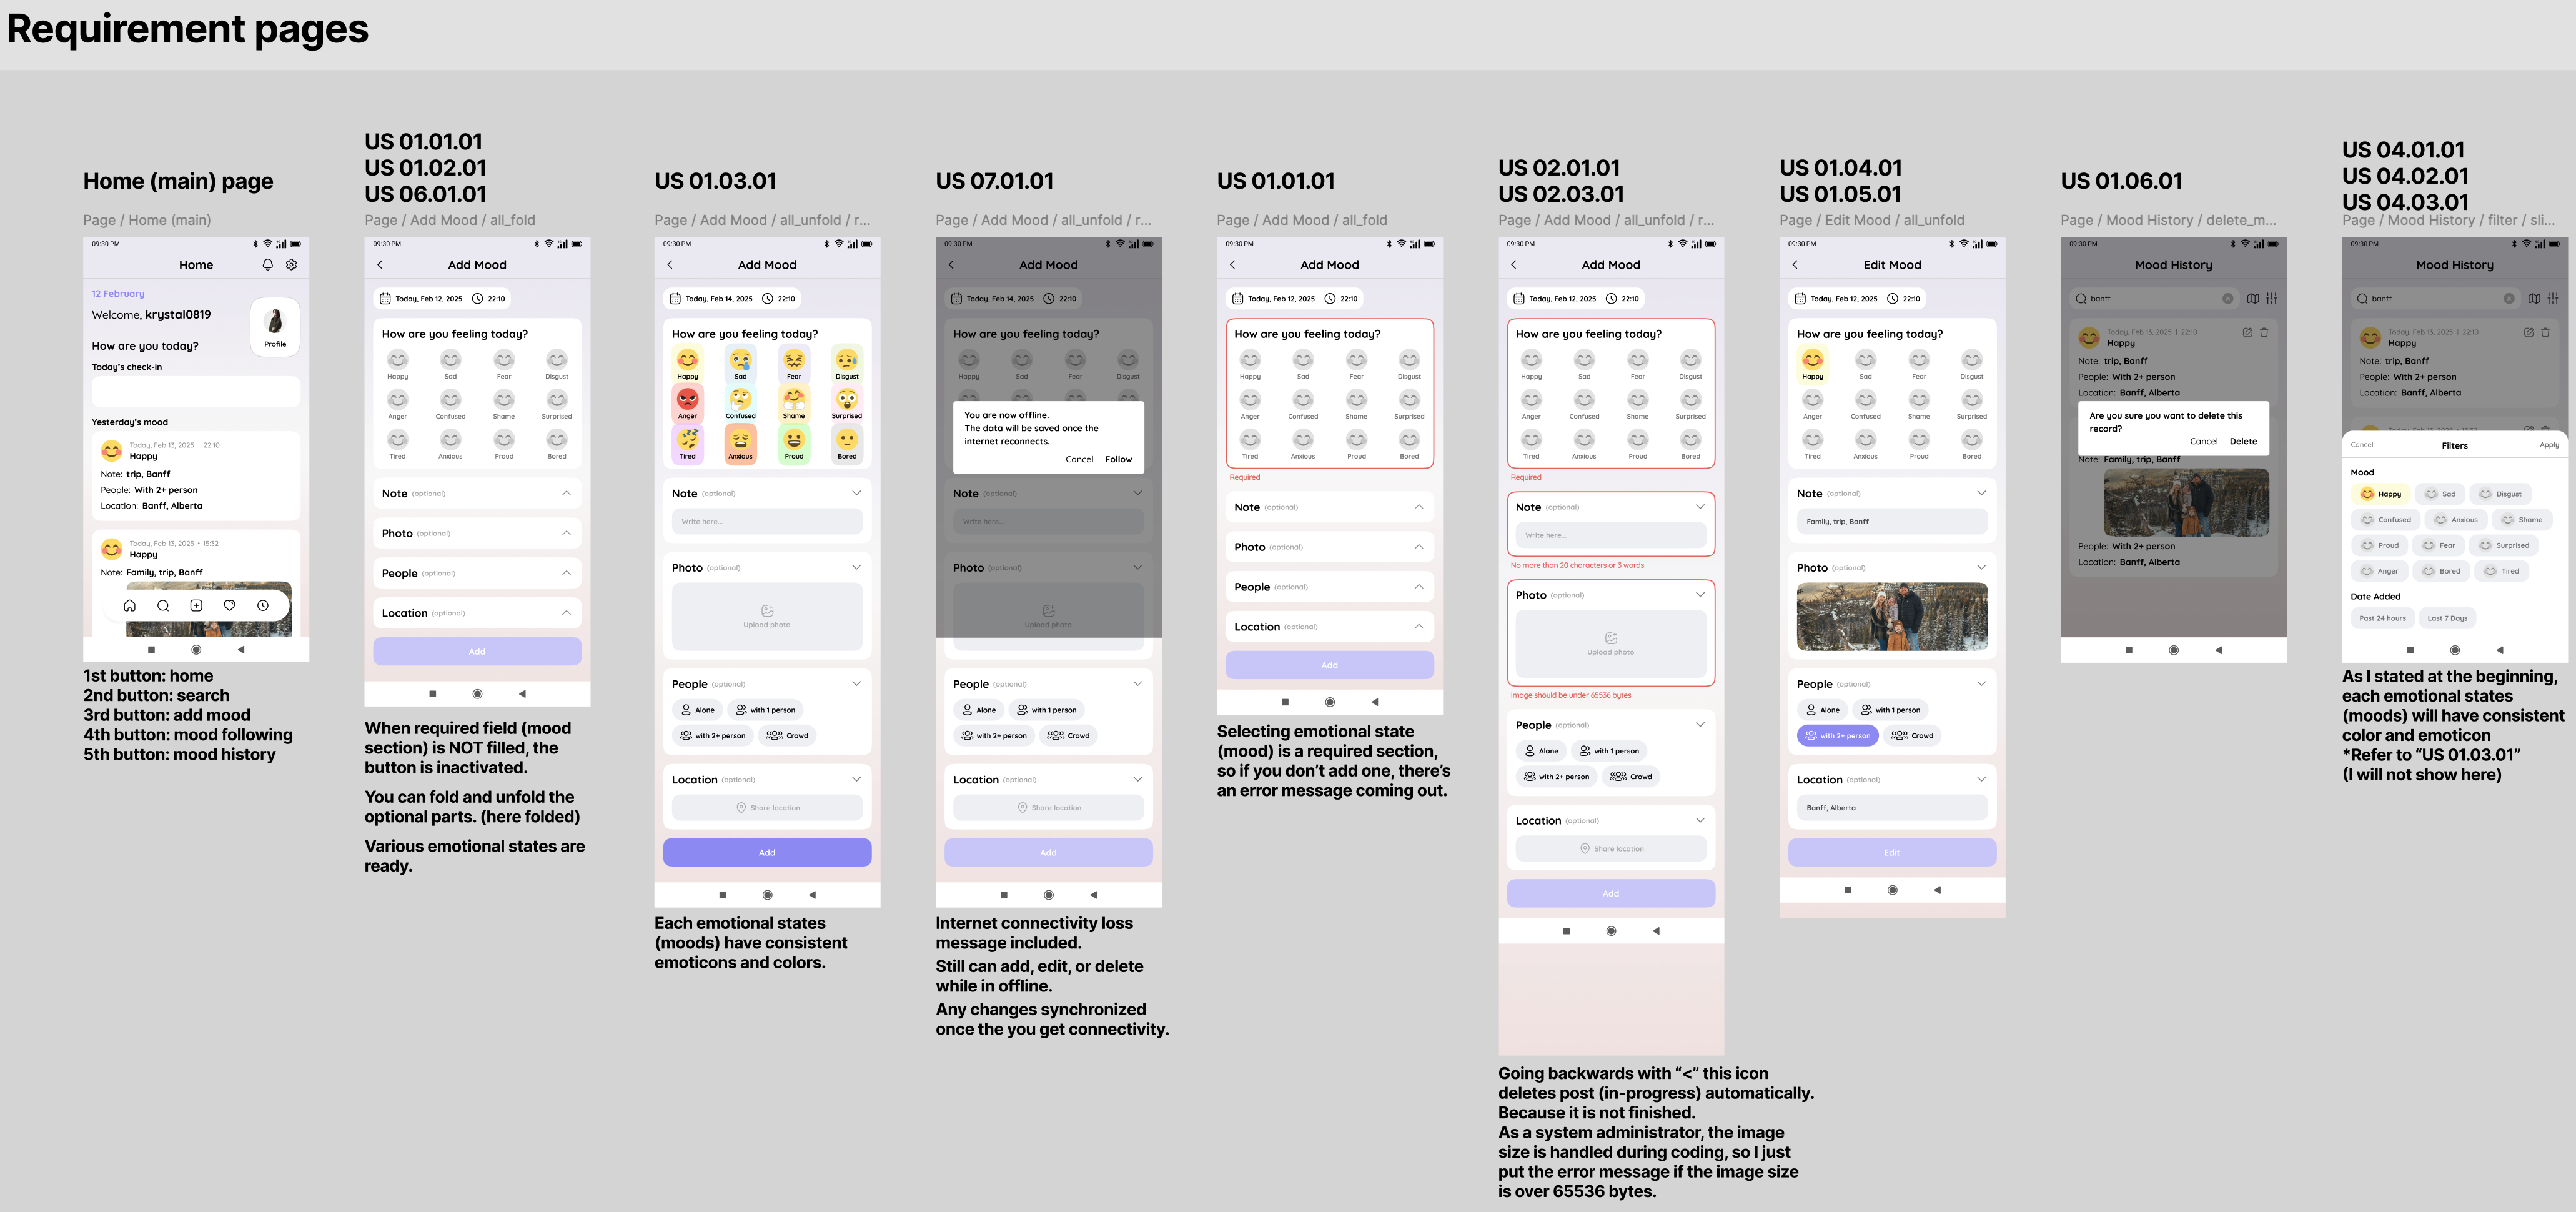 Requirement pages
Home (main) page
Page / Home (main)
09:30 PM
Home
12 February
Welcome, krystal0819
Profile
How are you today?
Today's check-in
Yesterday's mood
Today, Feb 13, 2025 | 22:10
Happy
Note: trip, Banff
People: With 2+ person
Location: Banff, Alberta
Today, Feb 13, 2025 • 15:32
Happy
Note: Family, trip, Banff
1st button: home
2nd button: search
3rd button: add mood
4th button: mood following
5th button: mood history
US 01.01.01
US 01.02.01
US 06.01.01
Page / Add Mood / all_fold
09:30 PM
Add Mood
Today, Feb 12, 2025 22:10
How are you feeling today?
Happy Sad Fear Disgust
Anger Confused Shame Surprised
Tired Anxious Proud Bored
Note (optional)
Photo (optional)
People (optional)
Location (optional)
Add
When required field (mood
section) is NOT filled, the
button is inactivated.
You can fold and unfold the
optional parts. (here folded)
Various emotional states are
ready.
US 01.03.01
Page / Add Mood / all_unfold / r...
09:30 PM
Add Mood
Today, Feb 14, 2025 22:10
How are you feeling today?
Happy Sad Fear Disgust
Anger Confused Shame Surprised
Tired Anxious Proud Bored
Note (optional)
Write here...
Photo (optional)
Upload photo
People (optional)
Alone with 1 person
with 2+ person Crowd
Location (optional)
Share location
Add
Each emotional states
(moods) have consistent
emoticons and colors.
US 07.01.01
Page / Add Mood / all_unfold / r...
09:30 PM
Add Mood
Today, Feb 14, 2025 22:10
How are you feeling today?
Happy Sad Fear Disgust
You are now offline.
The data will be saved once the
internet reconnects.
Cancel Follow
Note (optional)
Write here...
Photo (optional)
Upload photo
People (optional)
Alone with 1 person
with 2+ person Crowd
Location (optional)
Share location
Add
Internet connectivity loss
message included.
Still can add, edit, or delete
while in offline.
Any changes synchronized
once the you get connectivity.
US 01.01.01
Page / Add Mood / all_fold
09:30 PM
Add Mood
Today, Feb 12, 2025 22:10
How are you feeling today?
Happy Sad Fear Disgust
Anger Confused Shame Surprised
Tired Anxious Proud Bored
Required
Note (optional)
Photo (optional)
People (optional)
Location (optional)
Add
Selecting emotional state
(mood) is a required section,
so if you don't add one, there's
an error message coming out.
US 02.01.01
US 02.03.01
Page / Add Mood / all_unfold / r...
09:30 PM
Add Mood
Today, Feb 12, 2025 22:10
How are you feeling today?
Happy Sad Fear Disgust
Anger Confused Shame Surprised
Tired Anxious Proud Bored
Required
Note (optional)
Write here...
No more than 20 characters or 3 words
Photo (optional)
Upload photo
Image should be under 65536 bytes
People (optional)
Alone with 1 person
with 2+ person Crowd
Location (optional)
Share location
Add
Going backwards with "<" this icon
deletes post (in-progress) automatically.
Because it is not finished.
As a system administrator, the image
size is handled during coding, so I just
put the error message if the image size
is over 65536 bytes.
US 01.04.01
US 01.05.01
Page / Edit Mood / all_unfold
09:30 PM
Edit Mood
Today, Feb 12, 2025 22:10
How are you feeling today?
Happy Sad Fear Disgust
Anger Confused Shame Surprised
Tired Anxious Proud Bored
Note (optional)
Family, trip, Banff
Photo (optional)
People (optional)
Alone with 1 person
with 2+ person Crowd
Location (optional)
Banff, Alberta
Edit
US 01.06.01
Page / Mood History / delete_m...
09:30 PM
Mood History
banff
Today, Feb 13, 2025 | 22:10
Happy
Note: trip, Banff
People: With 2+ person
Location: Banff, Alberta
Are you sure you want to delete this
record?
Cancel Delete
Note: Family, trip, Banff
People: With 2+ person
Location: Banff, Alberta
US 04.01.01
US 04.02.01
US 04.03.01
Page / Mood History / filter / sli...
09:30 PM
Mood History
banff
Today, Feb 13, 2025 | 22:10
Happy
Note: trip, Banff
People: With 2+ person
Location: Banff, Alberta
Cancel Filters Apply
Mood
Happy Sad Disgust
Confused Anxious Shame
Proud Fear Surprised
Anger Bored Tired
Date Added
Past 24 hours Last 7 Days
As I stated at the beginning,
each emotional states
(moods) will have consistent
color and emoticon
*Refer to "US 01.03.01"
(I will not show here)